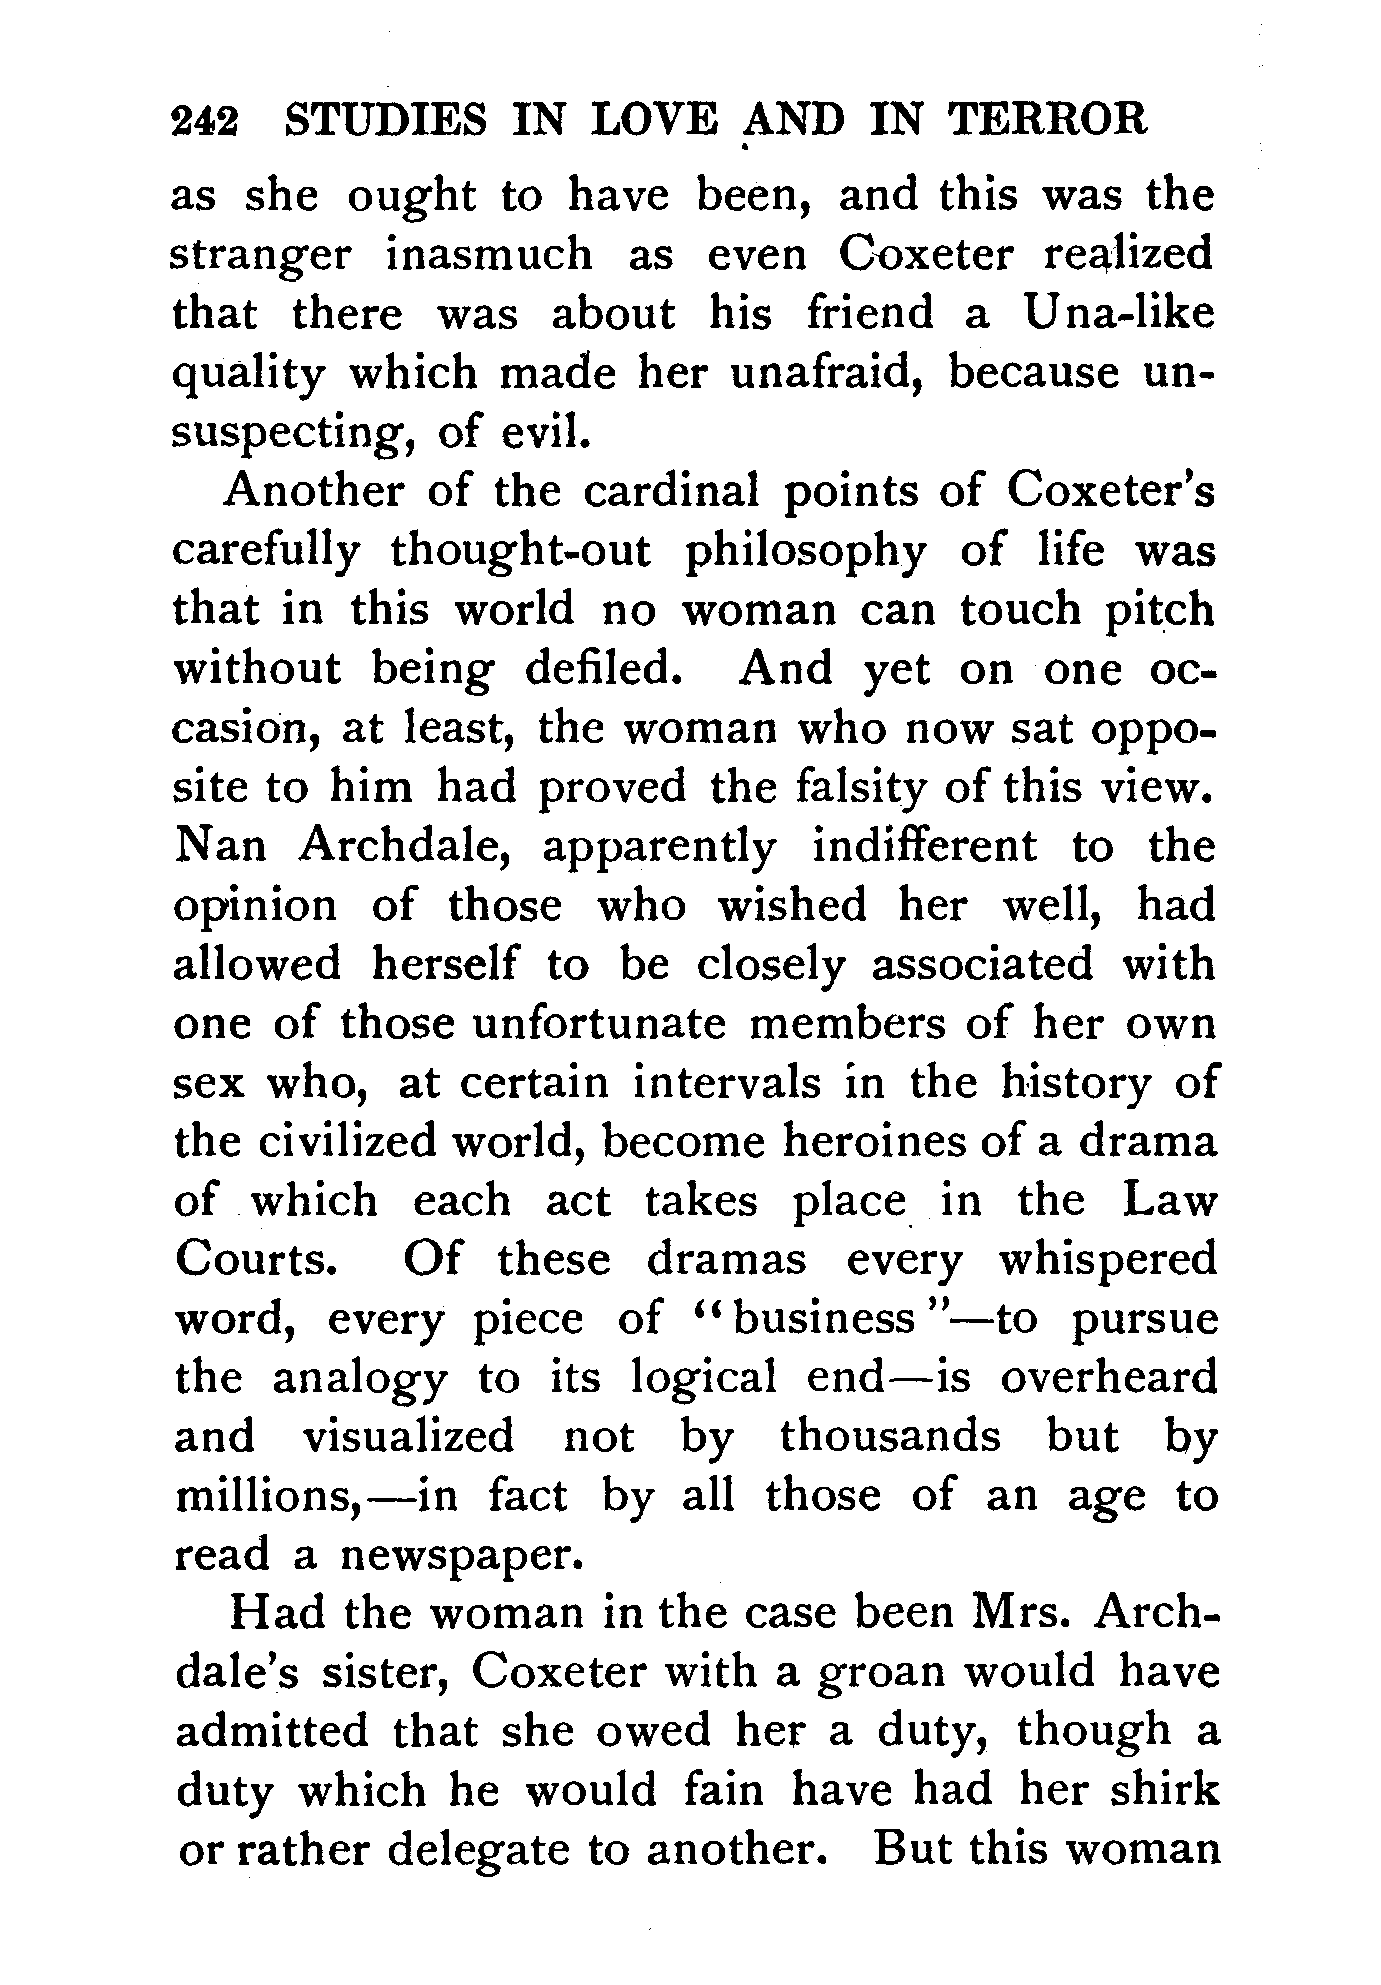 242 STUDIES IN LOVE AND IN TERROR
as she ought to have been, and this was the
stranger inasmuch as even Coxeter realized
that there was about his friend a Una-like
quality which made her unafraid, because un-
suspecting, of evil.
Another of the cardinal points of Coxeter's
carefully thought-out philosophy of life was
that in this world no woman can touch pitch
without being defiled. And yet on one oc-
casion, at least, the woman who now sat oppo-
site to him had proved the falsity of this view.
Nan Archdale, apparently indifferent to the
opinion of those who wished her well, had
allowed herself to be closely associated with
one of those unfortunate members of her own
sex who, at certain intervals in the history of
the civilized world, become heroines of a drama
of which each act takes place in the Law
Courts. Of these dramas every whispered
word, every piece of "business"—to pursue
the analogy to its logical end—is overheard
and visualized not by thousands but by
millions,—in fact by all those of an age to
read a newspaper.
Had the woman in the case been Mrs. Arch-
dale's sister, Coxeter with a groan would have
admitted that she owed her a duty, though a
duty which he would fain have had her shirk
or rather delegate to another. But this woman